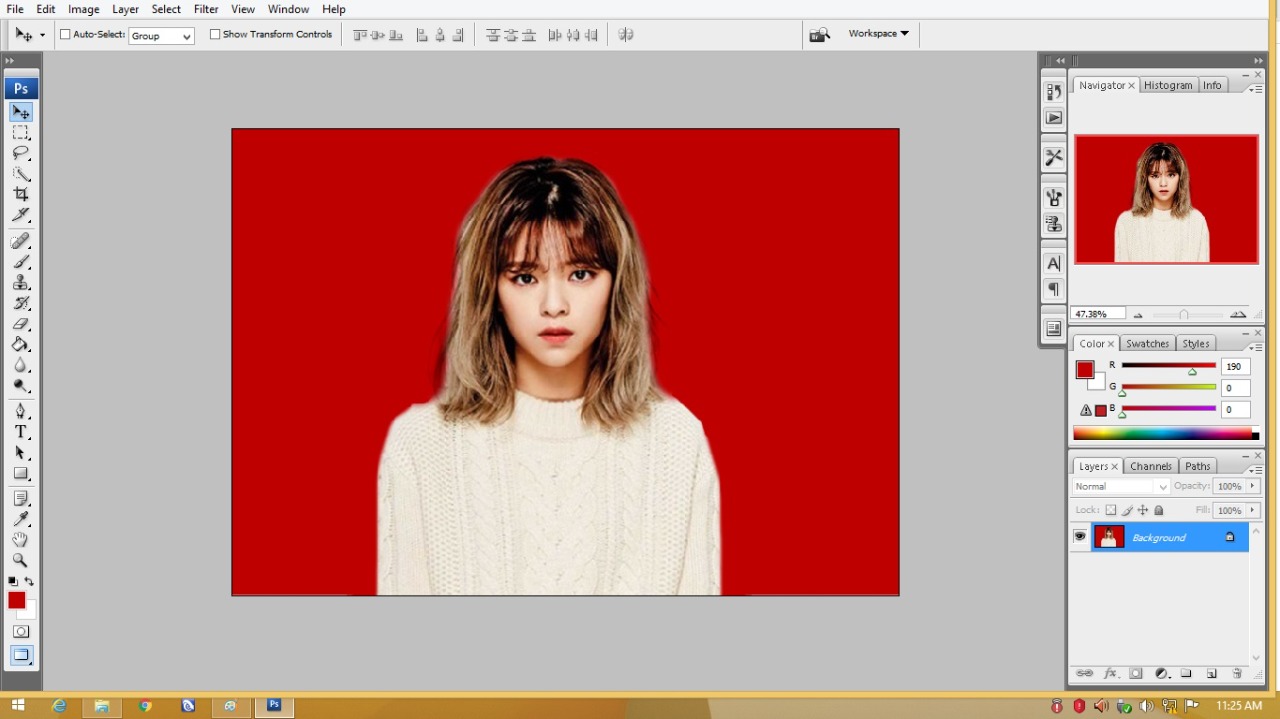 File Edit Image Layer Select Filter View Window Help
Auto-Select: Group Show Transform Controls Workspace
Ps
Navigator Histogram Info
47.38%
Color Swatches Styles
R 190
G 0
B 0
Layers Channels Paths
Normal Opacity: 100%
Lock: Fill: 100%
Background
T
A
Ps
11:25 AM